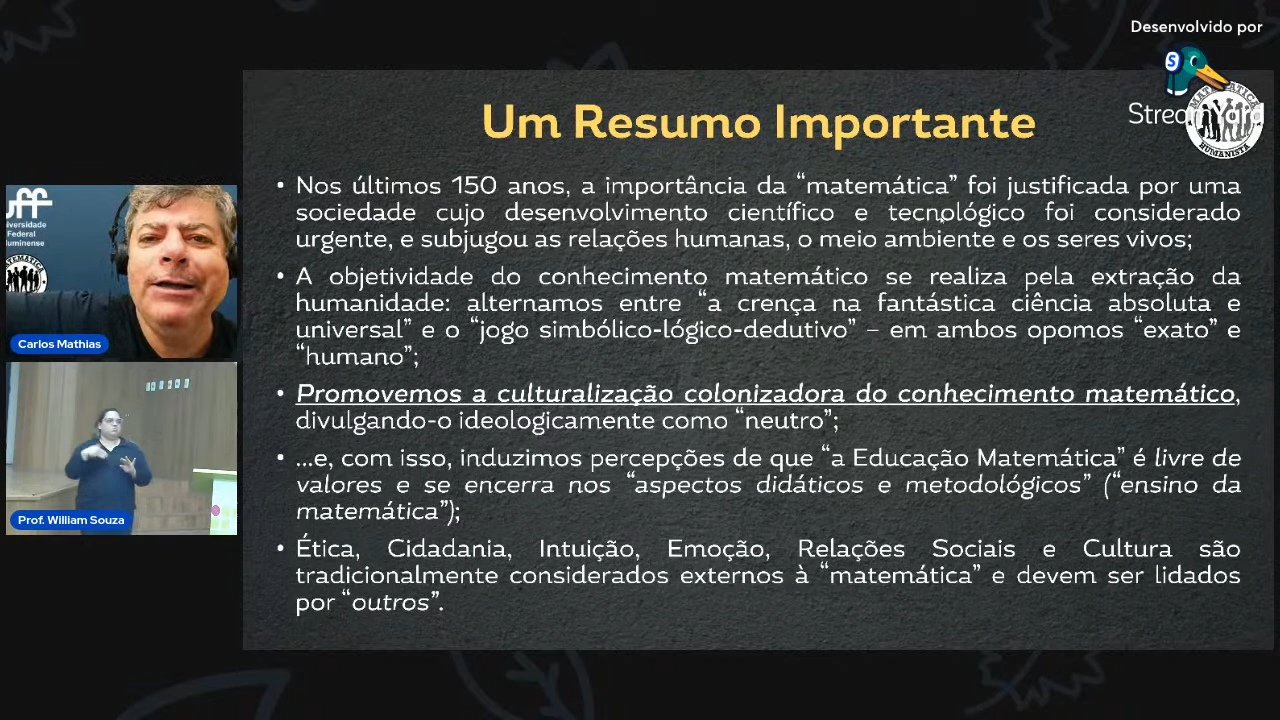 Desenvolvido por
Um Resumo Importante
• Nos últimos 150 anos, a importância da “matemática” foi justificada por uma
sociedade cujo desenvolvimento científico e tecnológico foi considerado
urgente, e subjugou as relações humanas, o meio ambiente e os seres vivos;
• A objetividade do conhecimento matemático se realiza pela extração da
humanidade: alternamos entre “a crença na fantástica ciência absoluta e
universal” e o “jogo simbólico-lógico-dedutivo” – em ambos opomos “exato” e
“humano”;
• Promovemos a culturalização colonizadora do conhecimento matemático,
divulgando-o ideologicamente como “neutro”;
• ...e, com isso, induzimos percepções de que “a Educação Matemática” é livre de
valores e se encerra nos “aspectos didáticos e metodológicos” (“ensino da
matemática”);
• Ética, Cidadania, Intuição, Emoção, Relações Sociais e Cultura são
tradicionalmente considerados externos à “matemática” e devem ser lidados
por “outros”.
uff
Federal
Carlos Mathias
Prof. William Souza
MATEMÁTICA
HUMANISTA